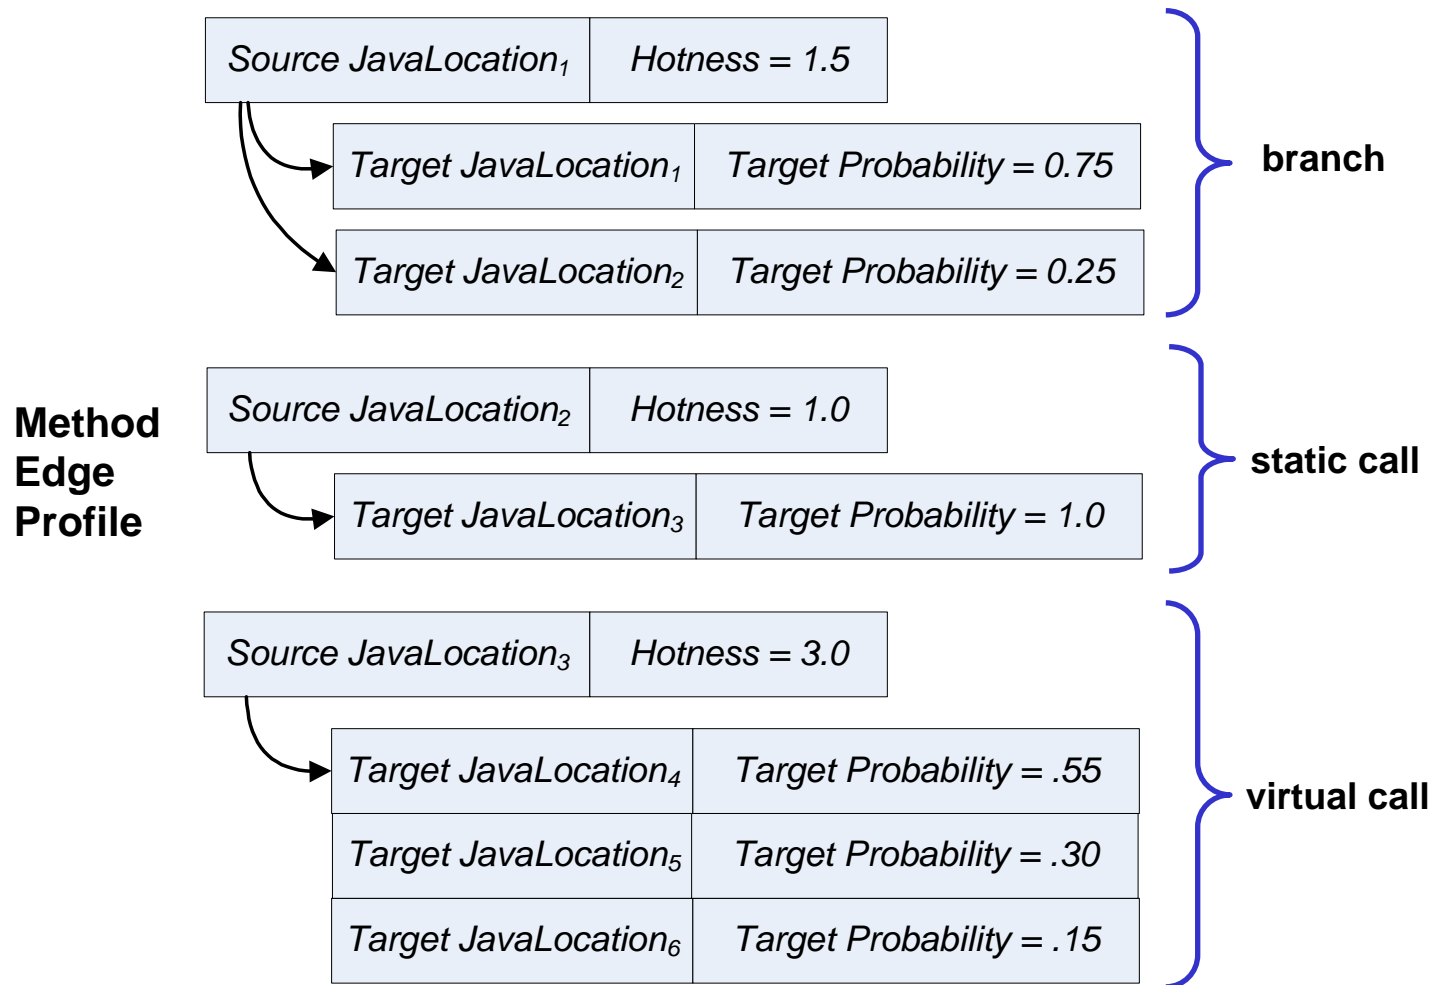 Source JavaLocation₁ Hotness = 1.5
Target JavaLocation₁ Target Probability = 0.75
branch
Target JavaLocation₂ Target Probability = 0.25
Source JavaLocation₂ Hotness = 1.0
Method
Edge
Profile
static call
Target JavaLocation₃ Target Probability = 1.0
Source JavaLocation₃ Hotness = 3.0
Target JavaLocation₄ Target Probability = .55
virtual call
Target JavaLocation₅ Target Probability = .30
Target JavaLocation₆ Target Probability = .15